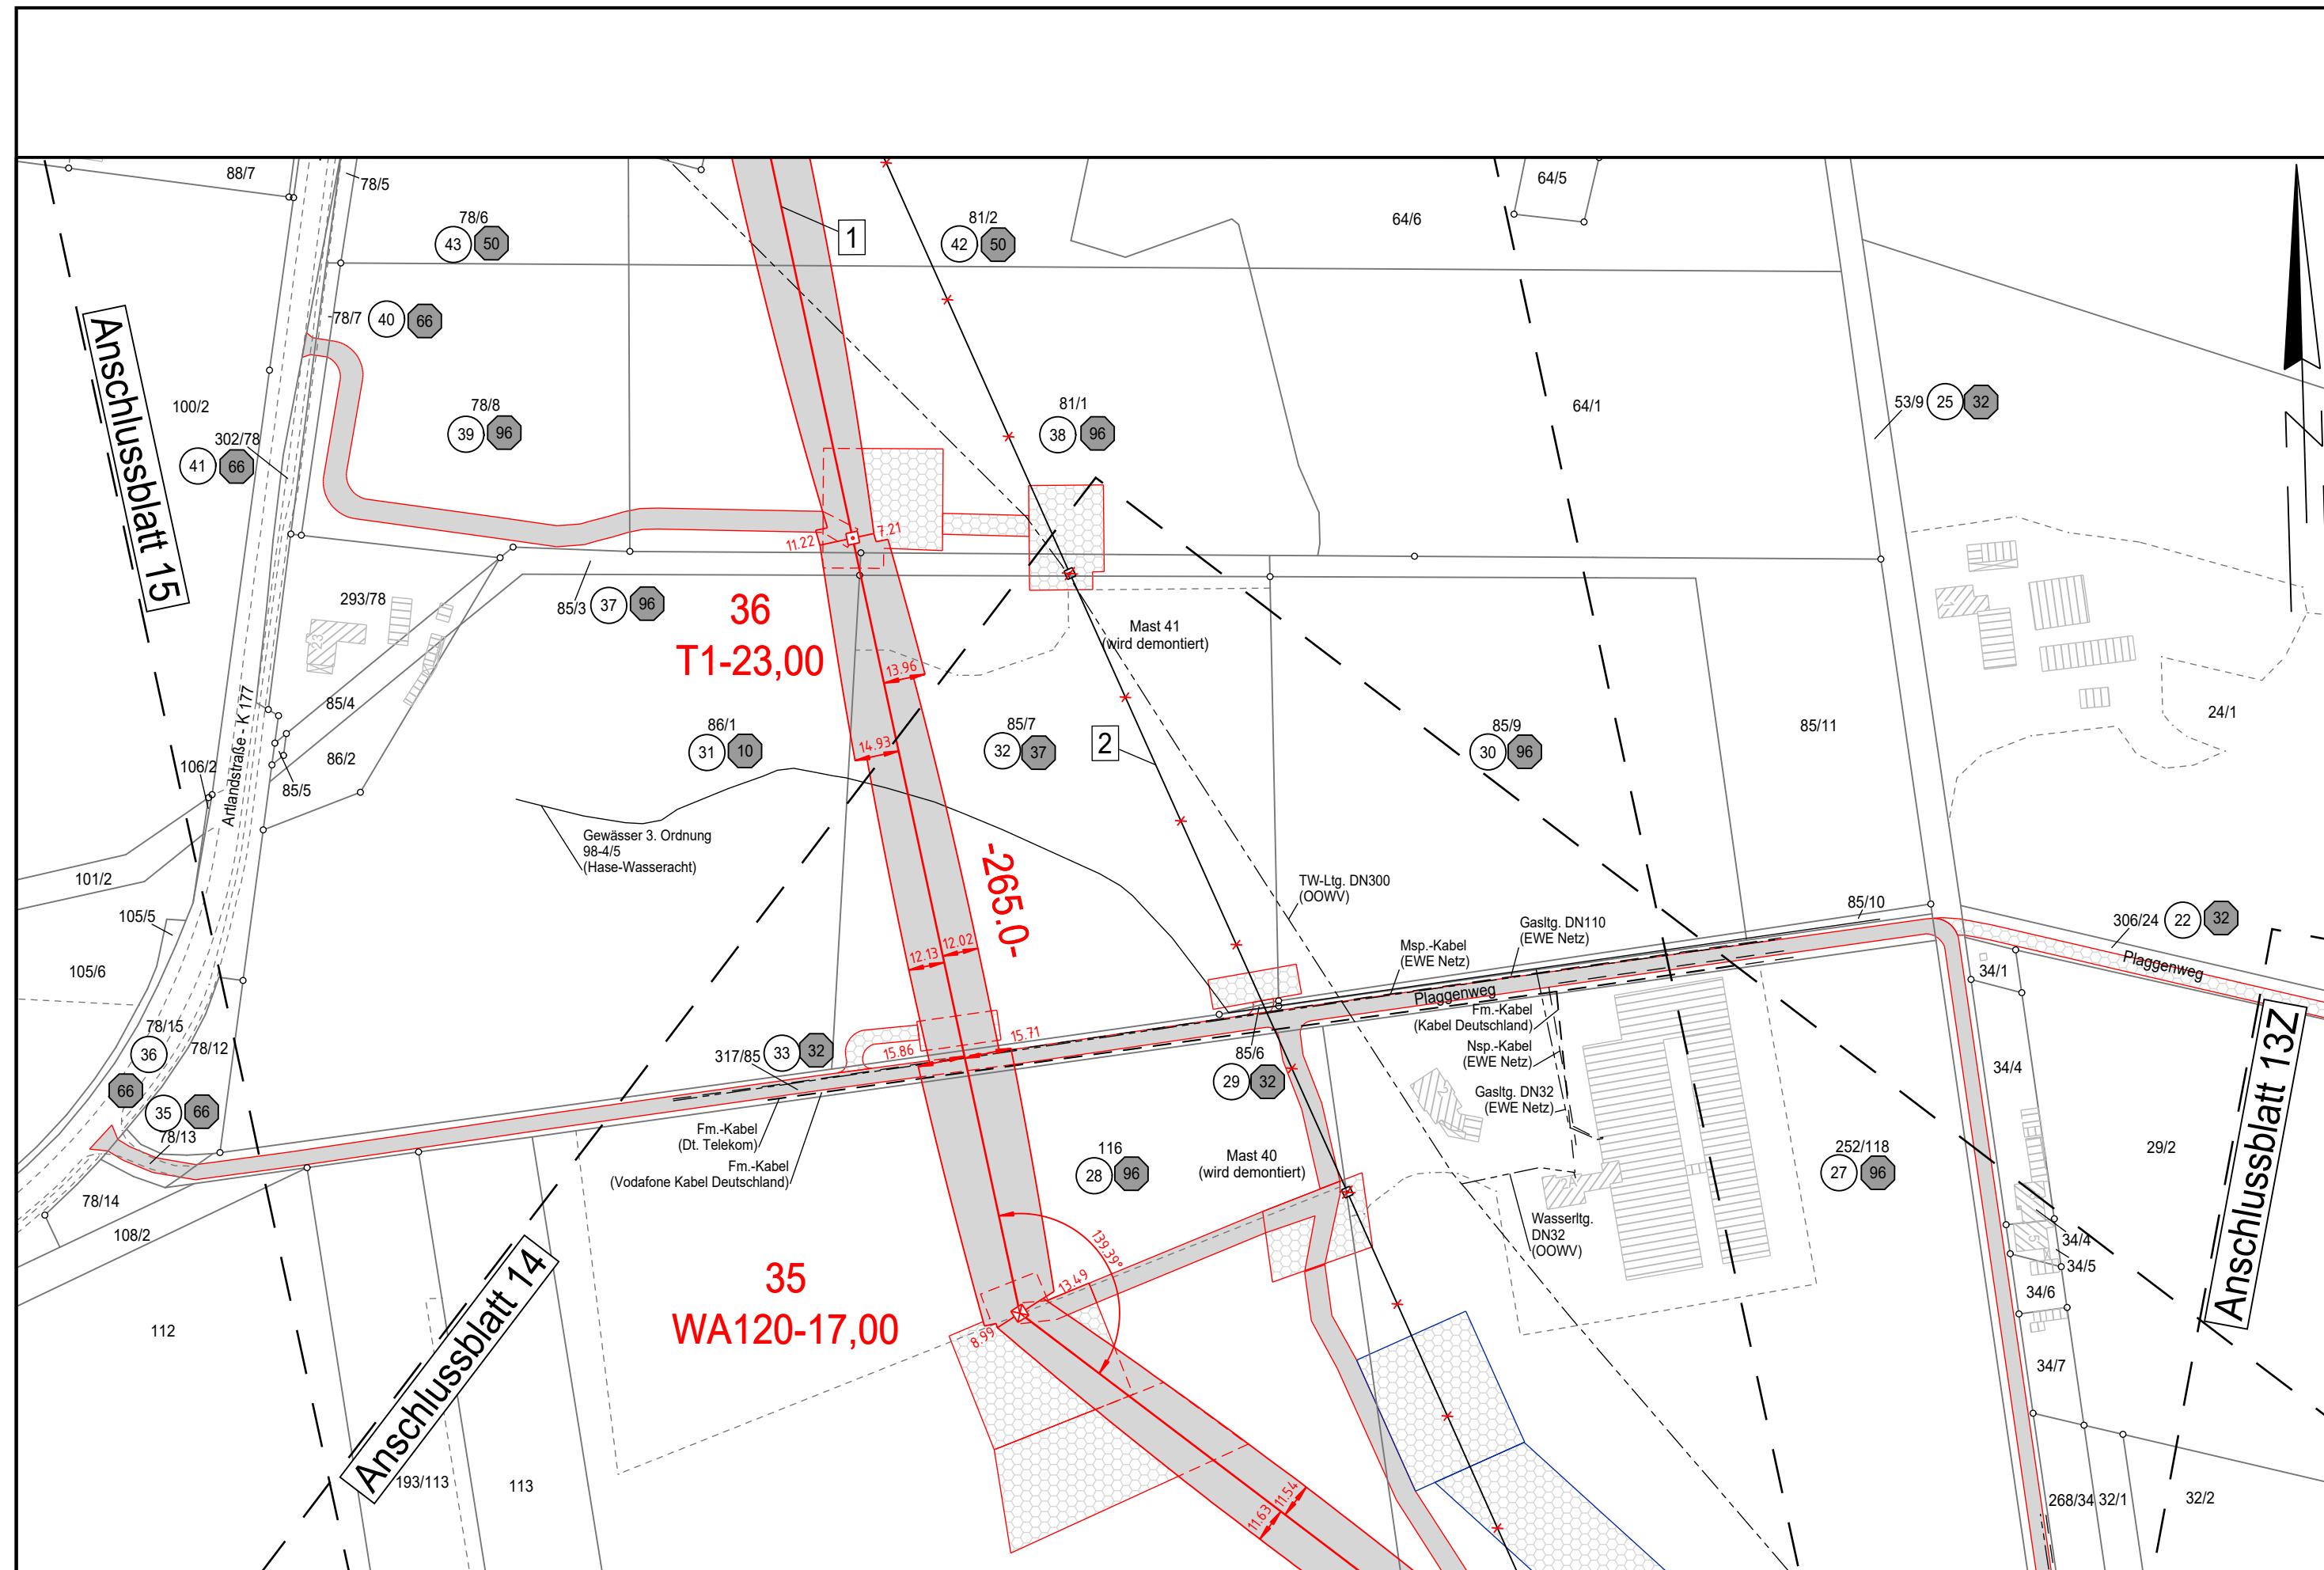 88/7
78/5
64/5
78/6
43 50
1
81/2
42 50
64/6
78/7 40 66
Anschlussblatt 15
100/2
302/78
41 66
78/8
39 96
81/1
38 96
64/1
53/9 25 32
N
11.22
7.21
293/78
23
85/3 37 96
36
T1-23,00
Mast 41
(wird demontiert)
13.96
85/4
86/2
85/5
106/2
Artlandstraße - K 177
86/1
31 10
14.93
85/7
32 37
2
85/9
30 96
85/11
24/1
Gewässer 3. Ordnung
98-4/5
(Hase-Wasseracht)
101/2
105/5
105/6
-265.0-
TW-Ltg. DN300
(OOWV)
85/10
306/24 22 32
Plaggenweg
Gasltg. DN110
(EWE Netz)
Msp.-Kabel
(EWE Netz)
12.13
12.02
Plaggenweg
34/1
Fm.-Kabel
(Kabel Deutschland)
78/15
36
66
78/12
35 66
78/13
317/85 33 32
15.86
15.71
85/6
29 32
Nsp.-Kabel
(EWE Netz)
Gasltg. DN32
(EWE Netz)
34/4
Anschlussblatt 13Z
Fm.-Kabel
(Dt. Telekom)
Fm.-Kabel
(Vodafone Kabel Deutschland)
116
28 96
Mast 40
(wird demontiert)
252/118
27 96
29/2
78/14
108/2
Wasserltg.
DN32
(OOWV)
34/4
34/5
34/6
35
WA120-17,00
139.39°
13.49
8.99
112
Anschlussblatt 14
34/7
193/113
113
11.63
11.54
268/34
32/1
32/2